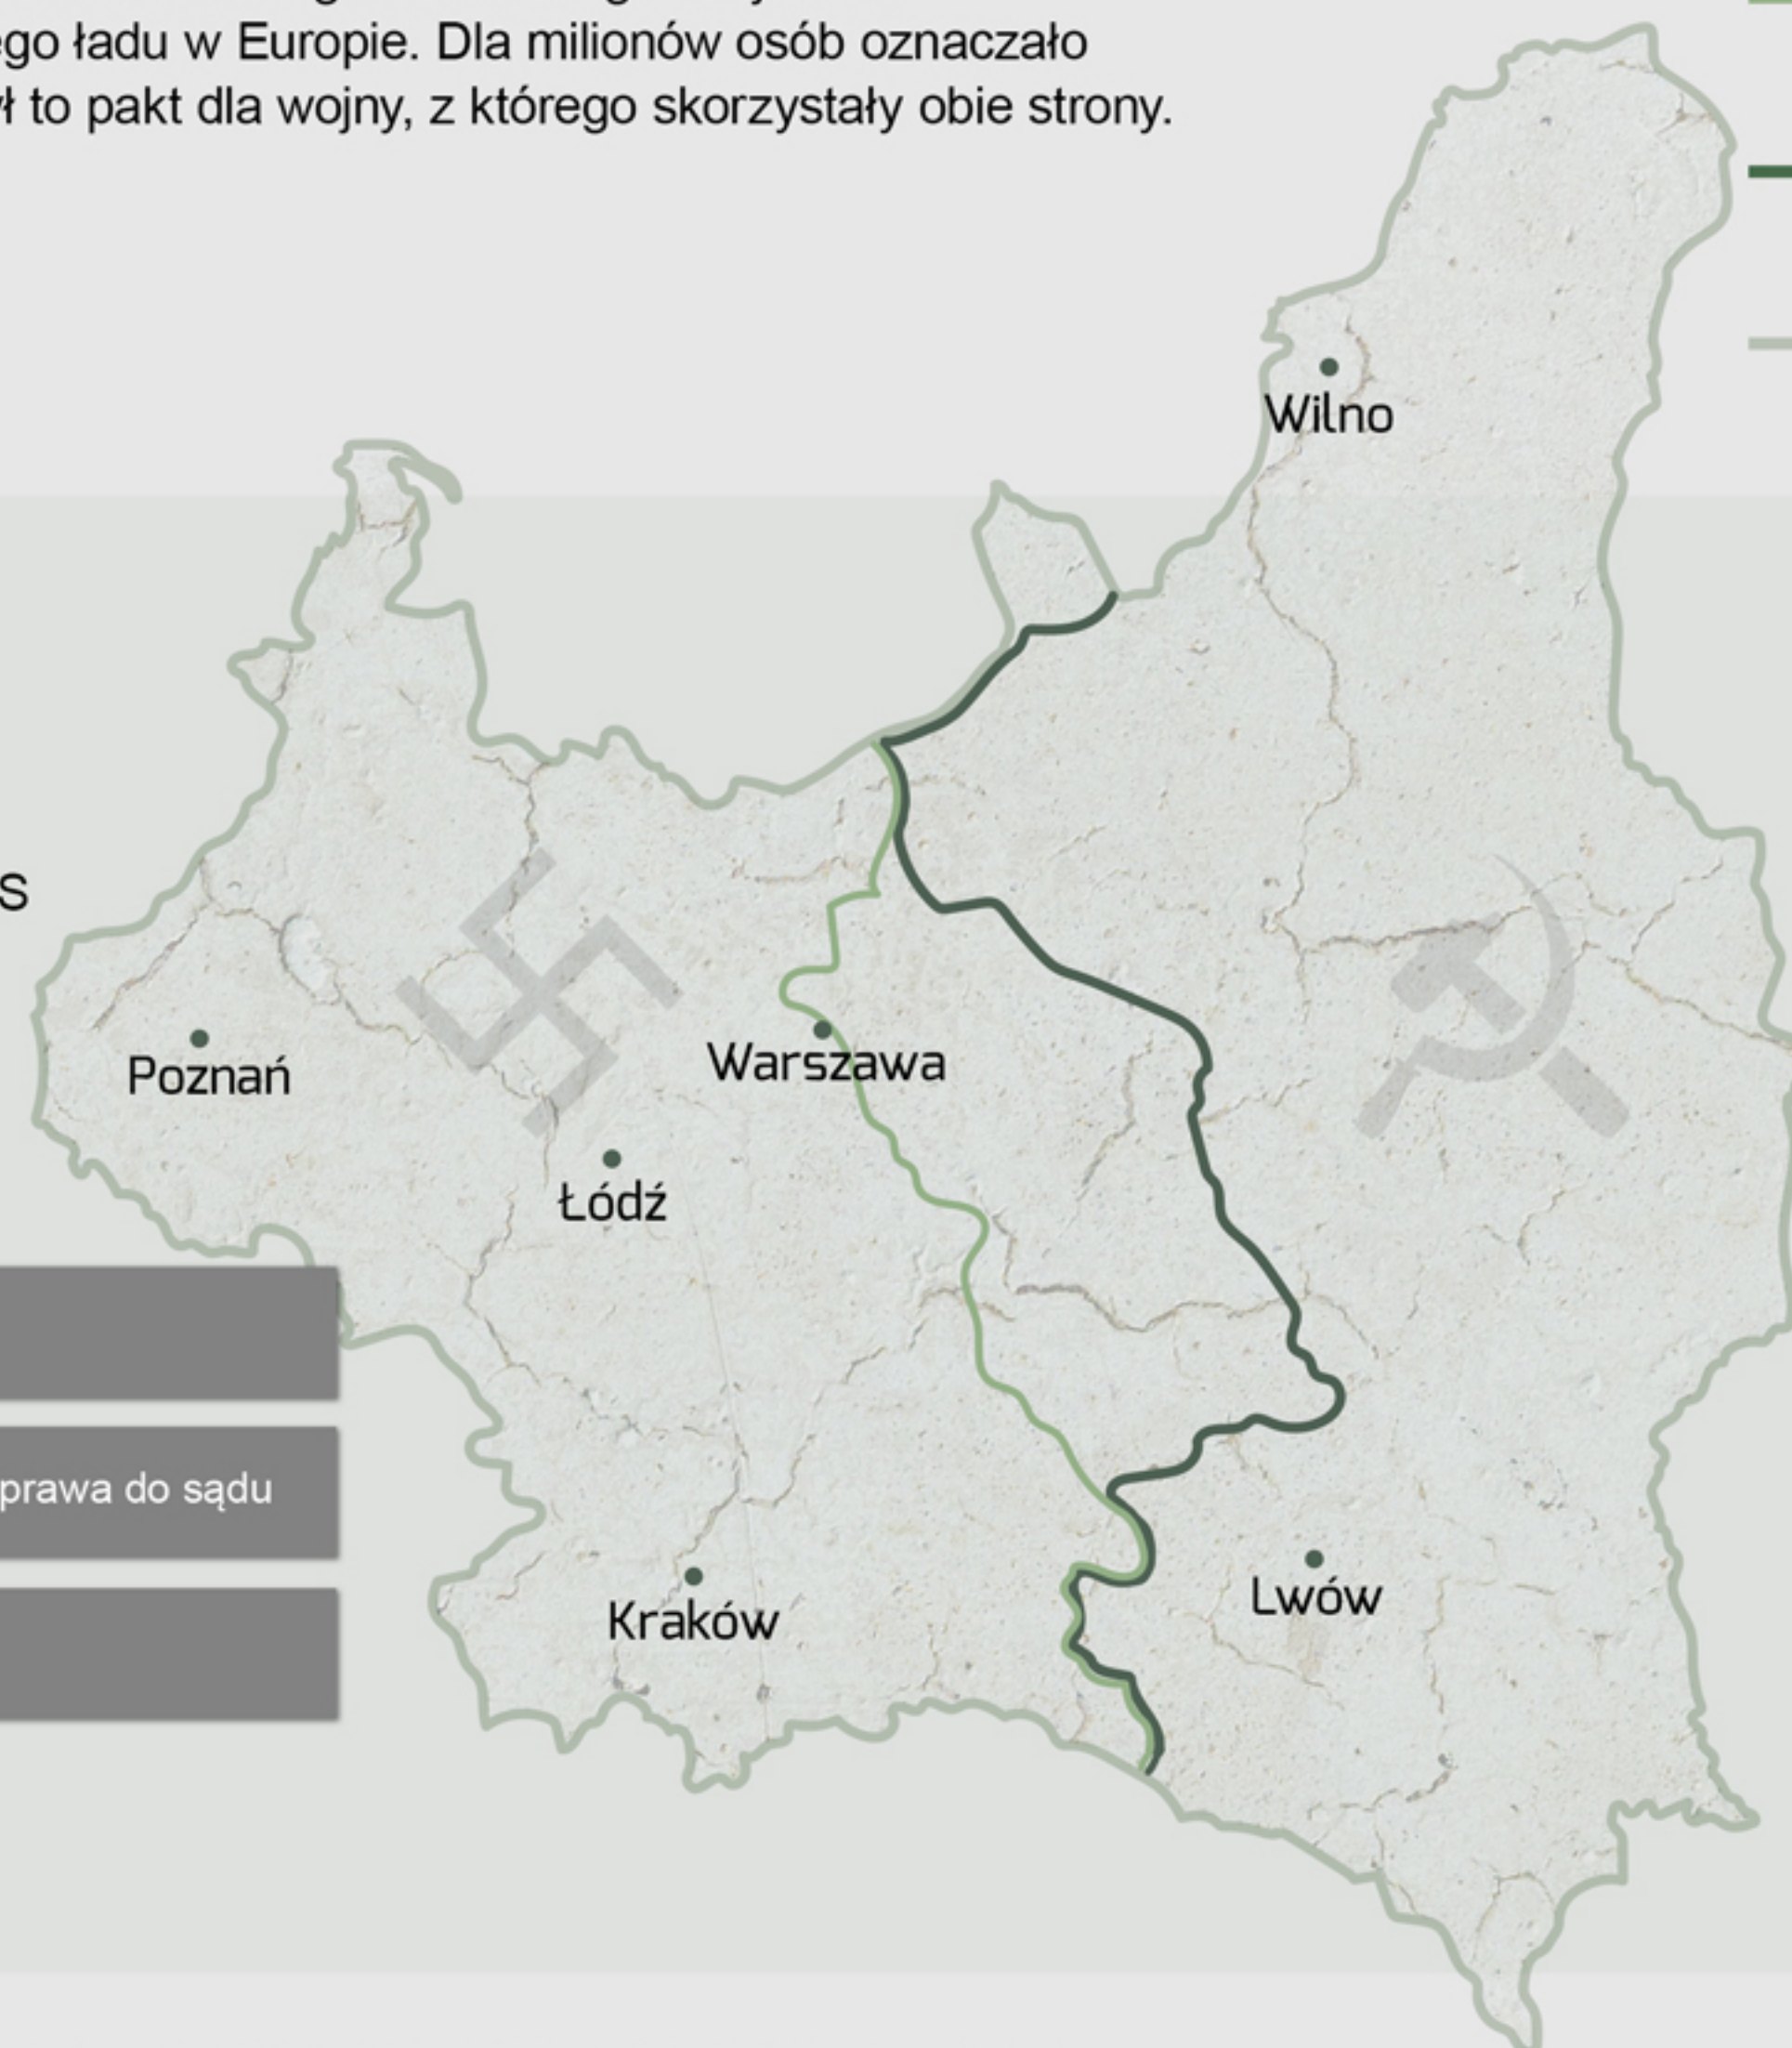 ego ładu w Europie. Dla milionów osób oznaczało
ł to pakt dla wojny, z którego skorzystały obie strony.
Wilno
s
Poznań
Warszawa
Łódź
prawa do sądu
Kraków
Lwów